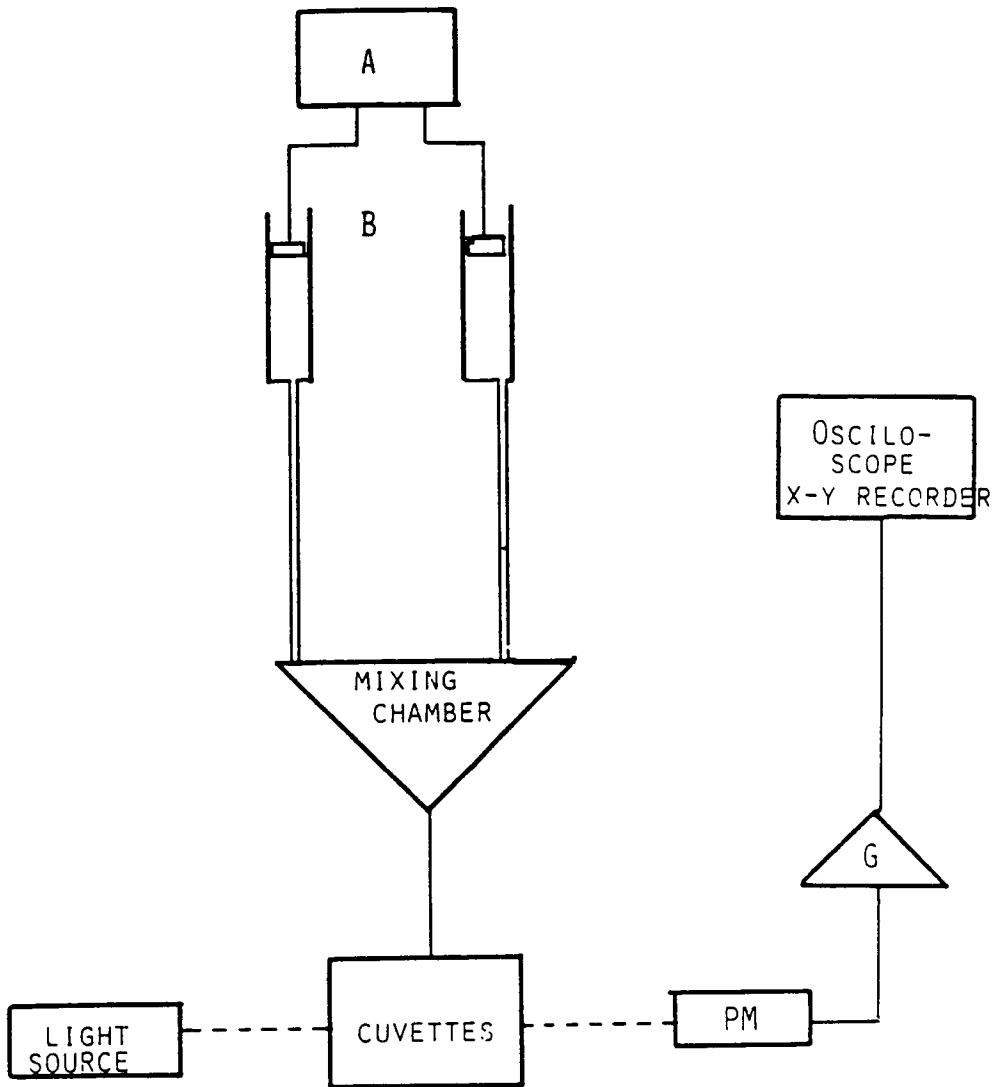 A
B
OSCILO-
SCOPE
X-Y RECORDER
MIXING
CHAMBER
G
LIGHT
SOURCE
CUVETTES
PM